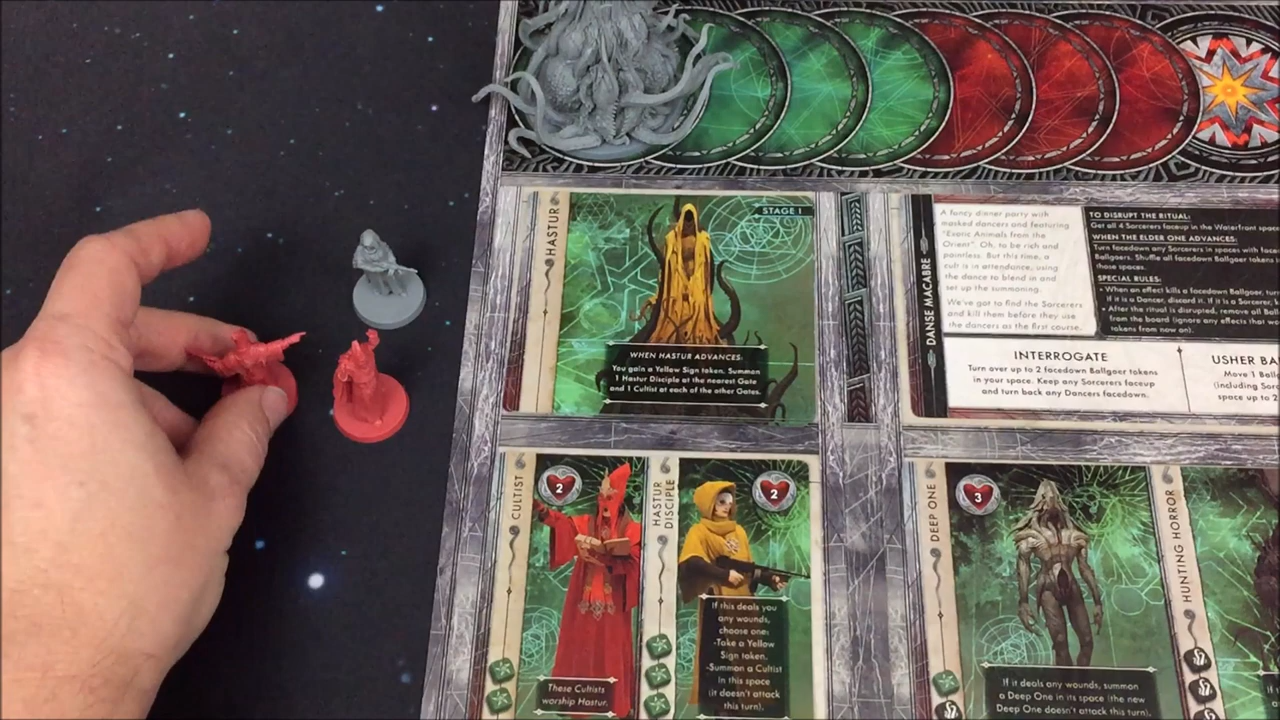 HASTUR
STAGE I
WHEN HASTUR ADVANCES:
You gain a Yellow Sign token. Summon
1 Hastur Disciple at the nearest Gate
and 1 Cultist at each of the other Gates.
DANSE MACABRE
A fancy dinner party with
masked dancers and featuring
"Exotic Animals from the
Orient". Oh, to be rich and
pointless. But this time, a
cult is in attendance, using
the dance to blend in and
set up the summoning.
We've got to find the Sorcerers
and kill them before they use
the dancers as the first course.
TO DISRUPT THE RITUAL:
Get all 4 Sorcerers faceup in the Waterfront spac
WHEN THE ELDER ONE ADVANCES:
Turn facedown any Sorcerers in spaces with face
Ballgoers. Shuffle all facedown Ballgoer tokens i
those spaces.
SPECIAL RULES:
• When an effect kills a facedown Ballgoer, turn
If it is a Dancer, discard it. If it is a Sorcerer,
• After the ritual is disrupted, remove all Ball
from the board (ignore any effects that wo
tokens from now on).
INTERROGATE
Turn over up to 2 facedown Ballgoer tokens
in your space. Keep any Sorcerers faceup
and turn back any Dancers facedown.
USHER BA
Move 1 Ballg
(including Sor
space up to 2
CULTIST
2
These Cultists
worship Hastur.
HASTUR
DISCIPLE
2
If this deals you
any wounds,
choose one:
-Take a Yellow
Sign token.
-Summon a Cultist
in this space
(it doesn't attack
this turn).
DEEP ONE
3
If it deals any wounds, summon
a Deep One in its space (the new
Deep One doesn't attack this turn).
HUNTING HORROR